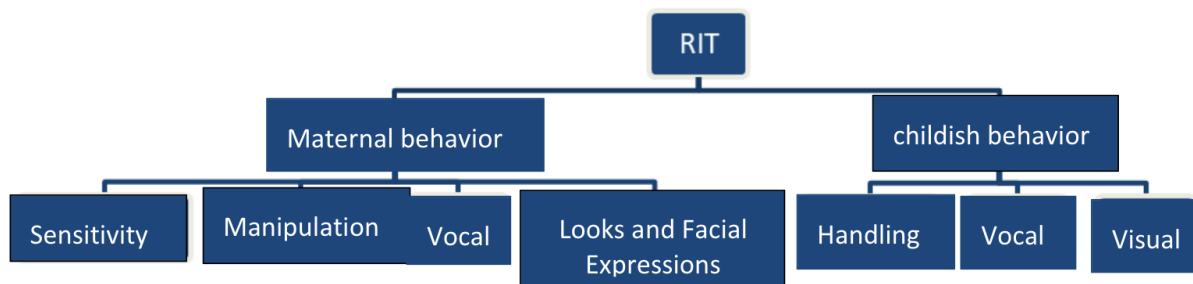 RIT
Maternal behavior
childish behavior
Sensitivity
Manipulation
Vocal
Looks and Facial
Expressions
Handling
Vocal
Visual